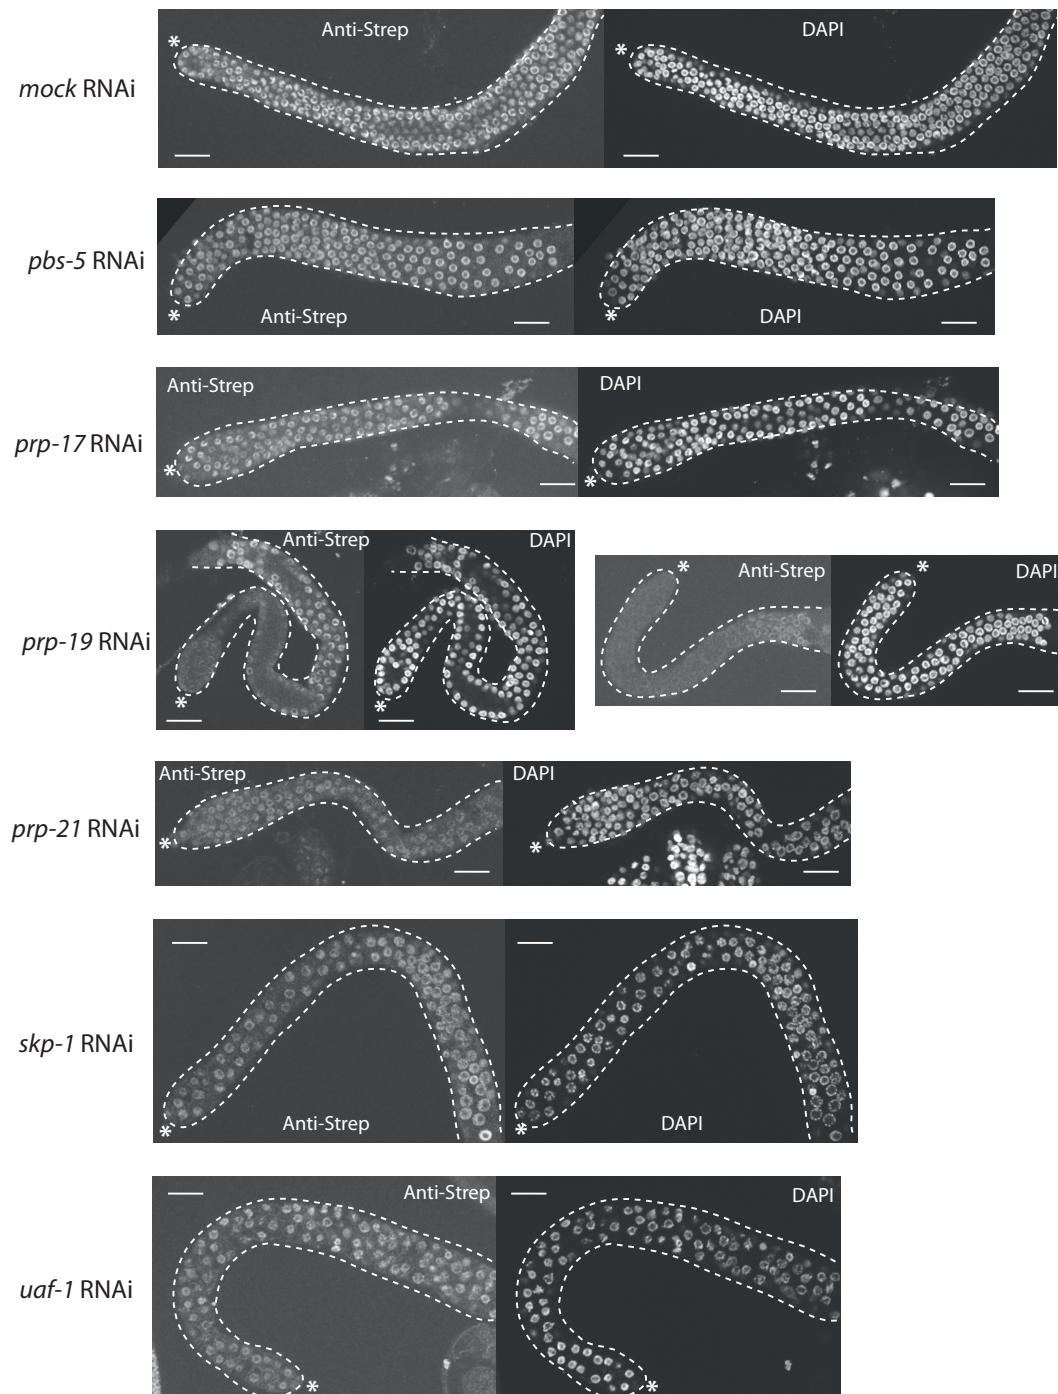 Anti-Strep DAPI
mock RNAi
*
*
pbs-5 RNAi
*
*
Anti-Strep DAPI
Anti-Strep DAPI
prp-17 RNAi
*
*
Anti-Strep DAPI
Anti-Strep DAPI
*
*
prp-19 RNAi
*
*
Anti-Strep DAPI
prp-21 RNAi
*
*
skp-1 RNAi
Anti-Strep DAPI
*
*
Anti-Strep DAPI
uaf-1 RNAi
*
*